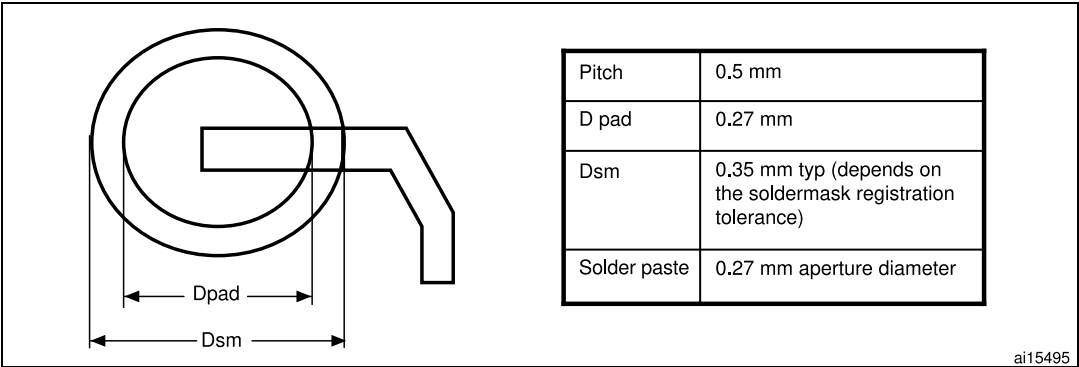 Pitch 0.5 mm
D pad 0.27 mm
Dsm 0.35 mm typ (depends on
the soldermask registration
tolerance)
Solder paste 0.27 mm aperture diameter
Dpad
Dsm
ai15495